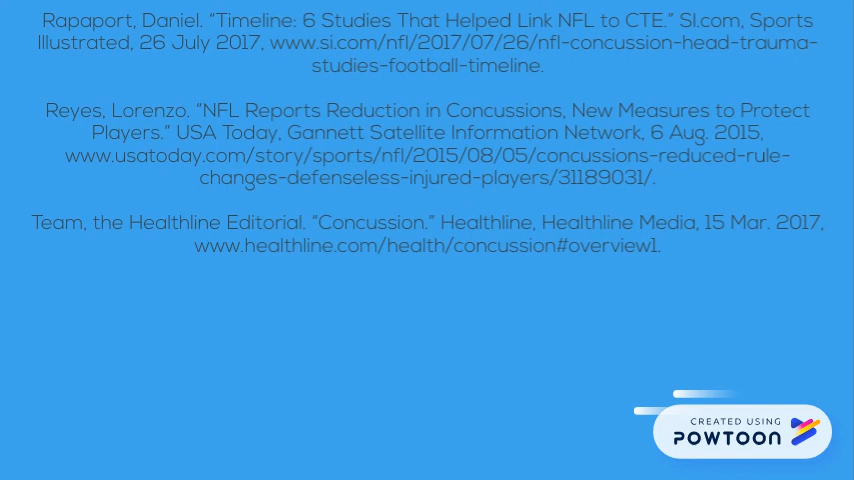 Rapaport, Daniel. “Timeline: 6 Studies That Helped Link NFL to CTE.” SI.com, Sports
Illustrated, 26 July 2017, www.si.com/nfl/2017/07/26/nfl-concussion-head-trauma-
studies-football-timeline.
Reyes, Lorenzo. “NFL Reports Reduction in Concussions, New Measures to Protect
Players.” USA Today, Gannett Satellite Information Network, 6 Aug. 2015,
www.usatoday.com/story/sports/nfl/2015/08/05/concussions-reduced-rule-
changes-defenseless-injured-players/31189031/.
Team, the Healthline Editorial. “Concussion.” Healthline, Healthline Media, 15 Mar. 2017,
www.healthline.com/health/concussion#overview1.
CREATED USING
POWTOON